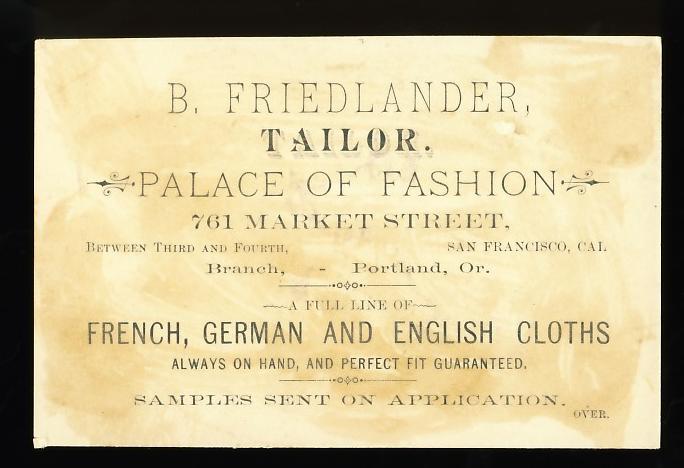 B. FRIEDLANDER,
TAILOR.
PALACE OF FASHION
761 MARKET STREET,
BETWEEN THIRD AND FOURTH, SAN FRANCISCO, CAL
Branch, - Portland, Or.
A FULL LINE OF
FRENCH, GERMAN AND ENGLISH CLOTHS
ALWAYS ON HAND, AND PERFECT FIT GUARANTEED.
SAMPLES SENT ON APPLICATION.
OVER.